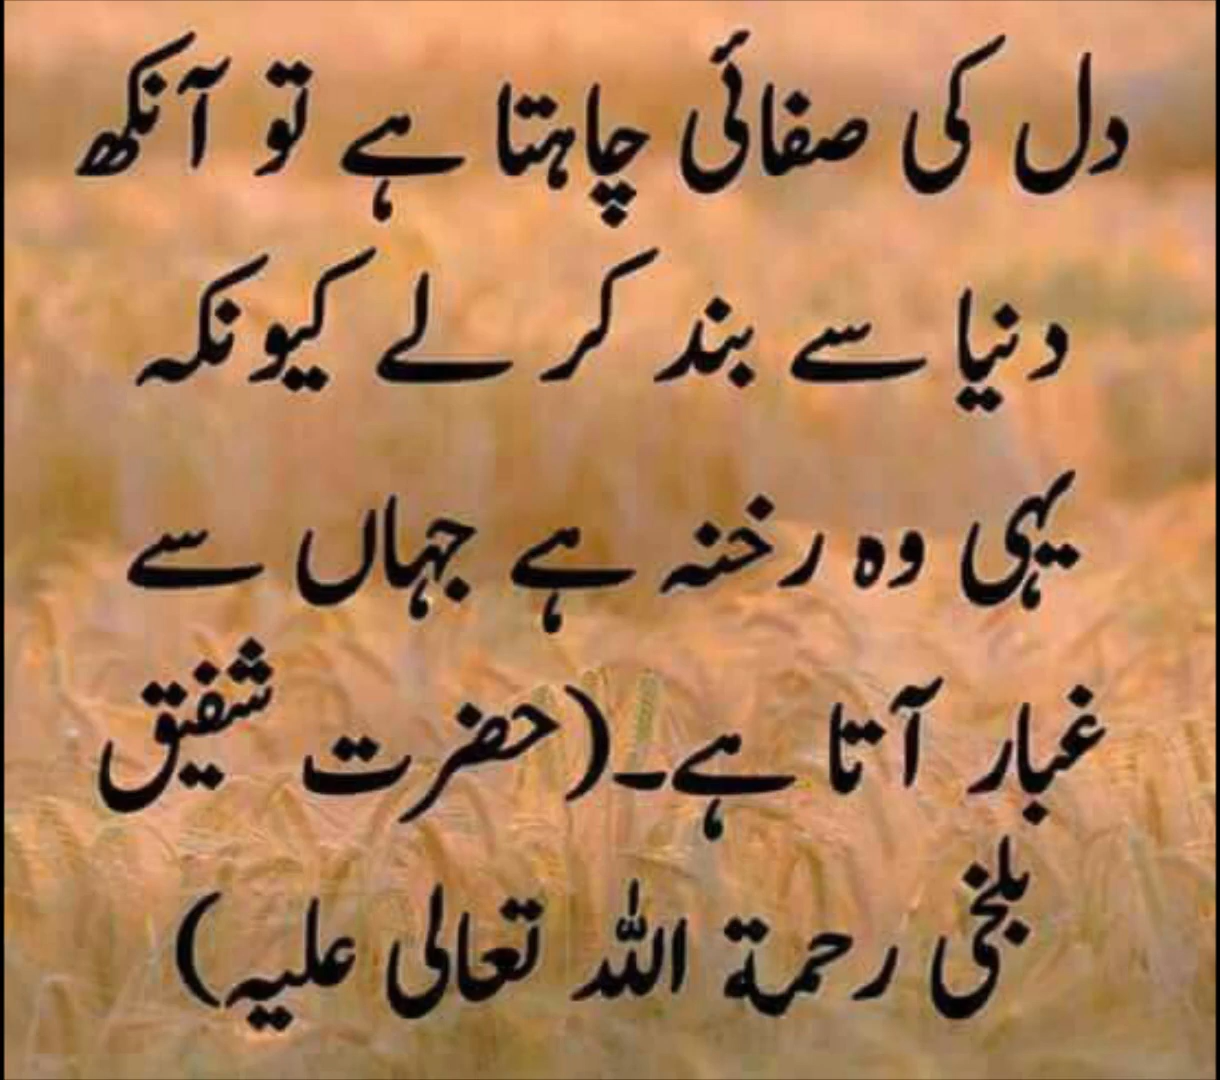 دل کی صفائی چاہتا ہے تو آنکھ
دنیا سے بند کر لے کیونکہ
یہی وہ رخنہ ہے جہاں سے
غبار آتا ہے۔(حضرت شفیق
بلخی رحمۃ اللہ تعالی علیہ)